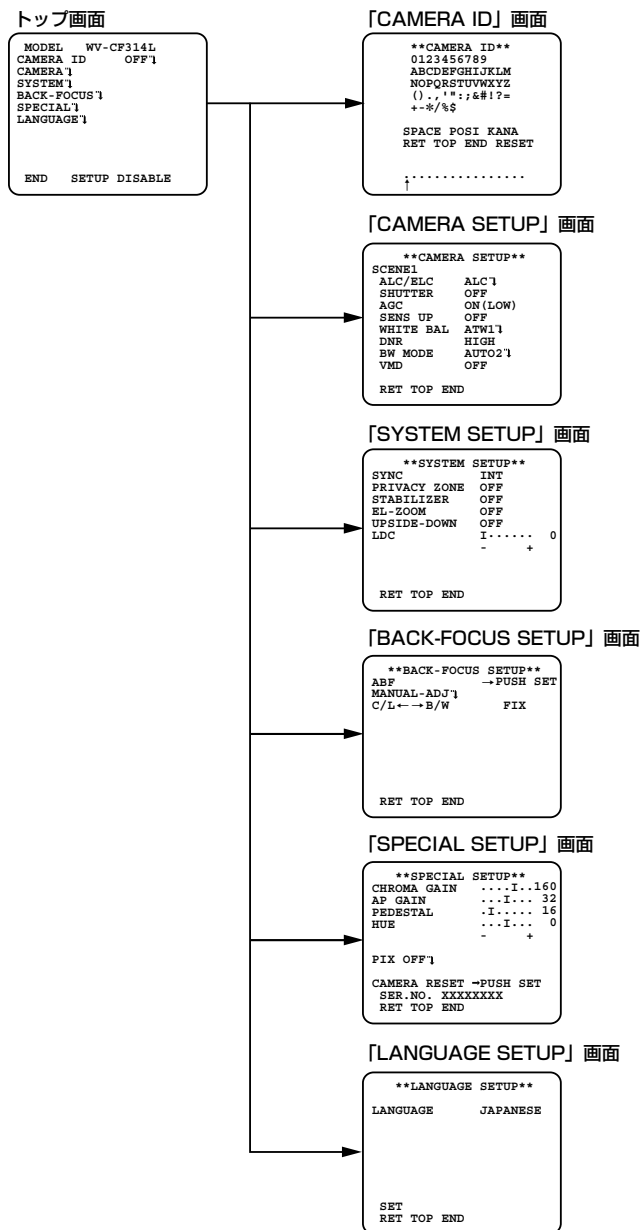 トップ画面
MODEL WV-CF314L
CAMERA ID OFF
CAMERA
SYSTEM
BACK-FOCUS
SPECIAL
LANGUAGE
END SETUP DISABLE
「CAMERA ID」画面
**CAMERA ID**
0123456789
ABCDEFGHIJKLM
NOPQRSTUVWXYZ
().,'":;&#!?=
+-*/%$
SPACE POSI KANA
RET TOP END RESET
................
↑
「CAMERA SETUP」画面
**CAMERA SETUP**
SCENE1
ALC/ELC ALC
SHUTTER OFF
AGC ON(LOW)
SENS UP OFF
WHITE BAL ATW1
DNR HIGH
BW MODE AUTO2
VMD OFF
RET TOP END
「SYSTEM SETUP」画面
**SYSTEM SETUP**
SYNC INT
PRIVACY ZONE OFF
STABILIZER OFF
EL-ZOOM OFF
UPSIDE-DOWN OFF
LDC I...... 0
- +
RET TOP END
「BACK-FOCUS SETUP」画面
**BACK-FOCUS SETUP**
ABF →PUSH SET
MANUAL-ADJ
C/L←→B/W FIX
RET TOP END
「SPECIAL SETUP」画面
**SPECIAL SETUP**
CHROMA GAIN ....I..160
AP GAIN ...I... 32
PEDESTAL .I..... 16
HUE ...I... 0
- +
PIX OFF
CAMERA RESET →PUSH SET
SER.NO. XXXXXXXX
RET TOP END
「LANGUAGE SETUP」画面
**LANGUAGE SETUP**
LANGUAGE JAPANESE
SET
RET TOP END